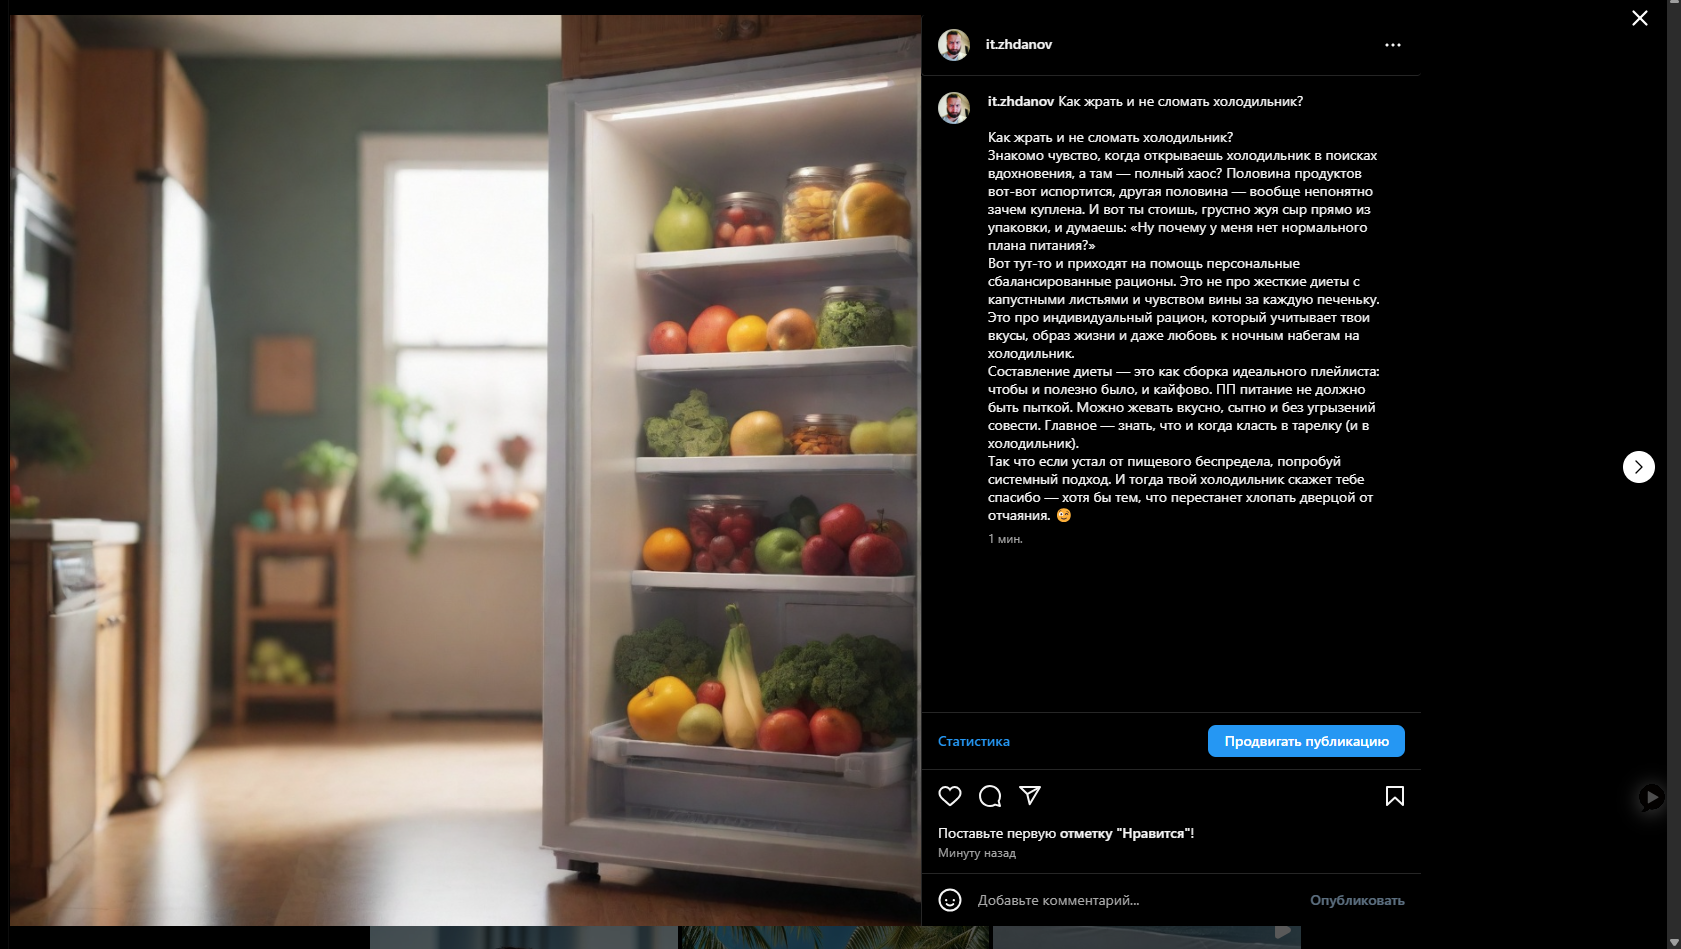 it.zhdanov
it.zhdanov Как жрать и не сломать холодильник?
Как жрать и не сломать холодильник?
Знакомо чувство, когда открываешь холодильник в поисках
вдохновения, а там — полный хаос? Половина продуктов
вот-вот испортится, другая половина — вообще непонятно
зачем куплена. И вот ты стоишь, грустно жуя сыр прямо из
упаковки, и думаешь: «Ну почему у меня нет нормального
плана питания?»
Вот тут-то и приходят на помощь персональные
сбалансированные рационы. Это не про жесткие диеты с
капустными листьями и чувством вины за каждую печеньку.
Это про индивидуальный рацион, который учитывает твои
вкусы, образ жизни и даже любовь к ночным набегам на
холодильник.
Составление диеты — это как сборка идеального плейлиста:
чтобы и полезно было, и кайфово. ПП питание не должно
быть пыткой. Можно жевать вкусно, сытно и без угрызений
совести. Главное — знать, что и когда класть в тарелку (и в
холодильник).
Так что если устал от пищевого беспредела, попробуй
системный подход. И тогда твой холодильник скажет тебе
спасибо — хотя бы тем, что перестанет хлопать дверцой от
отчаяния. 😉
1 мин.
Статистика
Продвигать публикацию
Поставьте первую отметку "Нравится"!
Минуту назад
Добавьте комментарий...
Опубликовать